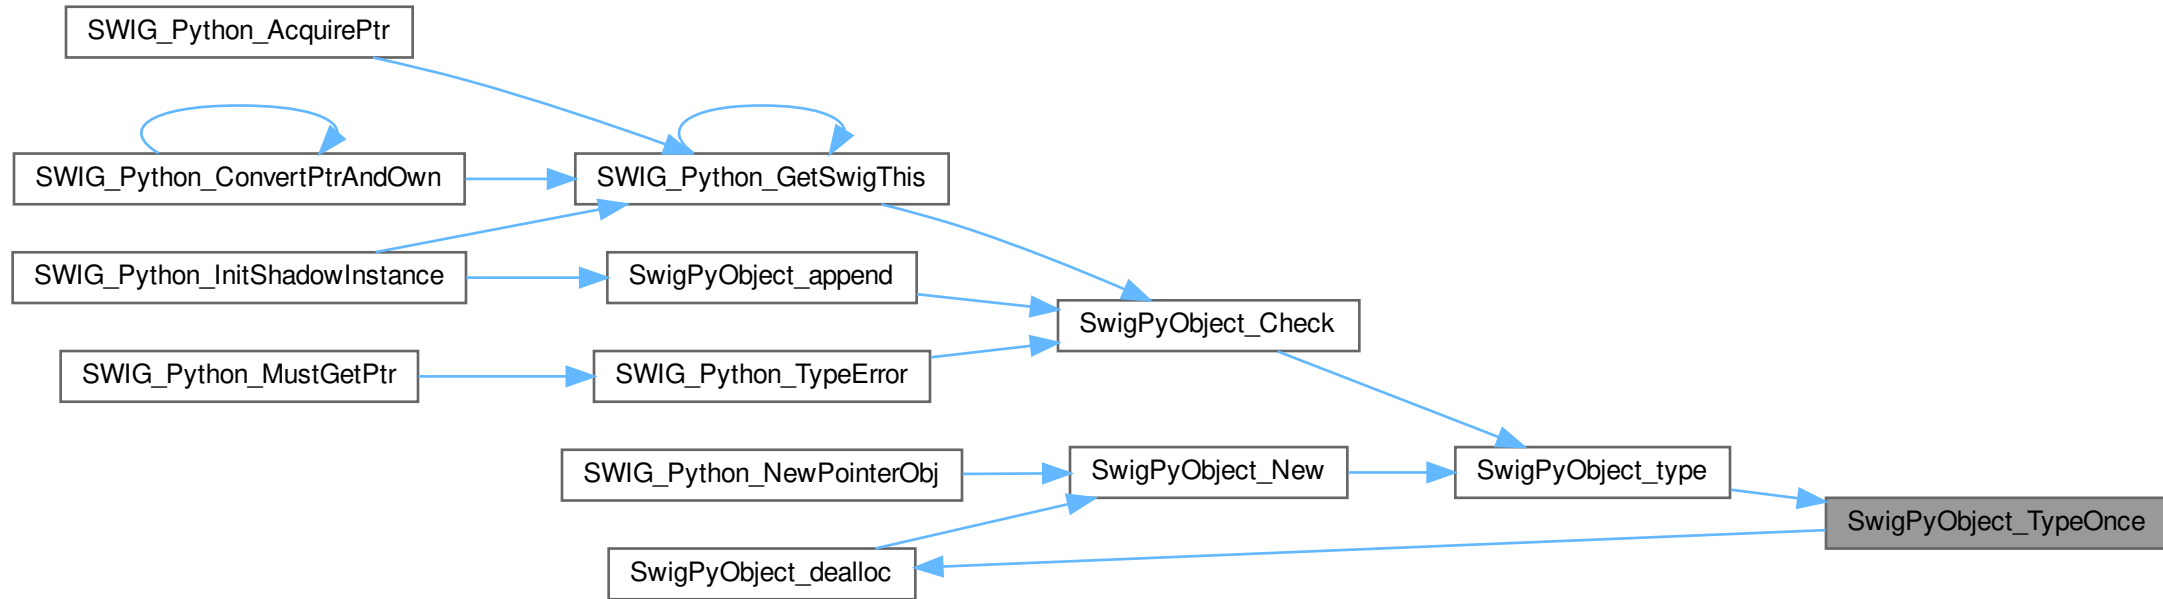 SWIG_Python_AcquirePtr
SWIG_Python_ConvertPtrAndOwn
SWIG_Python_GetSwigThis
SWIG_Python_InitShadowInstance
SwigPyObject_append
SwigPyObject_Check
SWIG_Python_MustGetPtr
SWIG_Python_TypeError
SWIG_Python_NewPointerObj
SwigPyObject_New
SwigPyObject_type
SwigPyObject_TypeOnce
SwigPyObject_dealloc